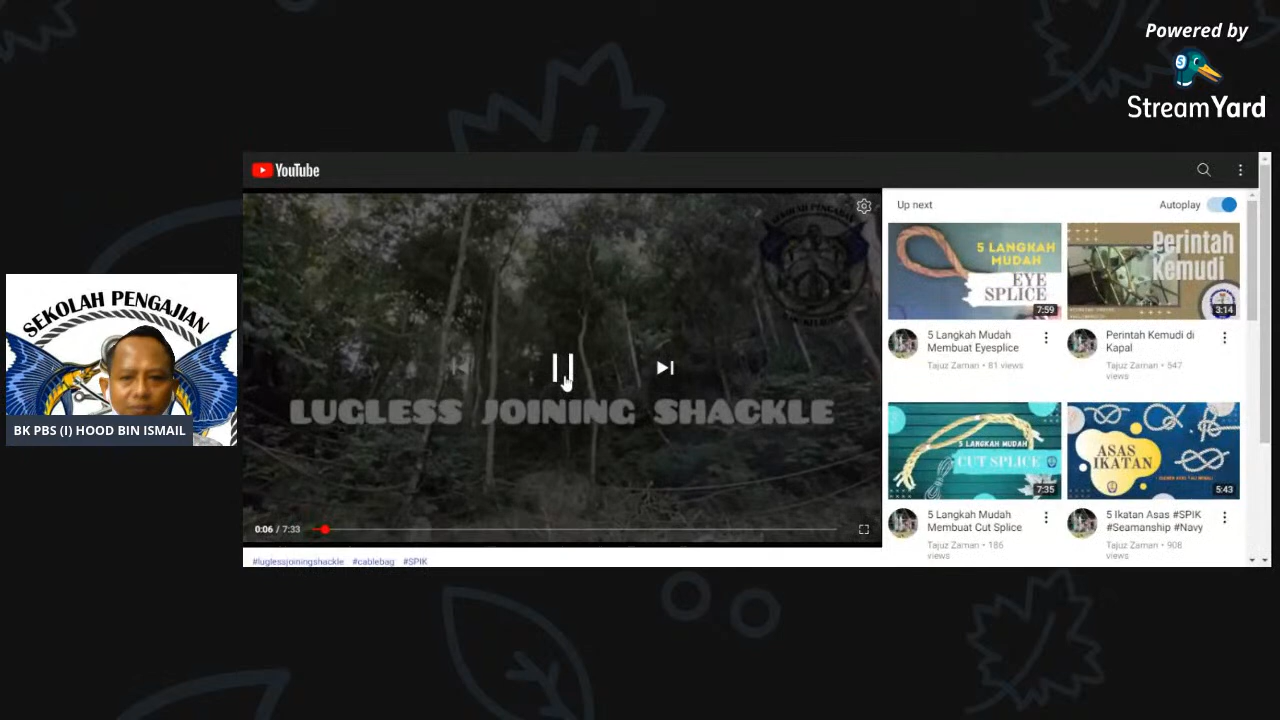 Powered by
StreamYard
YouTube
SEKOLAH PENGAJIAN
BK PBS (I) HOOD BIN ISMAIL
SEKOLAH PENGAJIAN
LUGLESS JOINING SHACKLE
0:06 / 7:33
#luglessjoiningshackle #cablebag #SPIK
Up next
Autoplay
5 LANGKAH
MUDAH
EYE
SPLICE
7:59
5 Langkah Mudah
Membuat Eyesplice
Tajuz Zaman • 81 views
Perintah
Kemudi
3:14
Perintah Kemudi di
Kapal
Tajuz Zaman • 547
views
5 LANGKAH MUDAH
CUT SPLICE
7:35
5 Langkah Mudah
Membuat Cut Splice
Tajuz Zaman • 186
views
ASAS
IKATAN
5:43
5 Ikatan Asas #SPIK
#Seamanship #Navy
Tajuz Zaman • 908
views